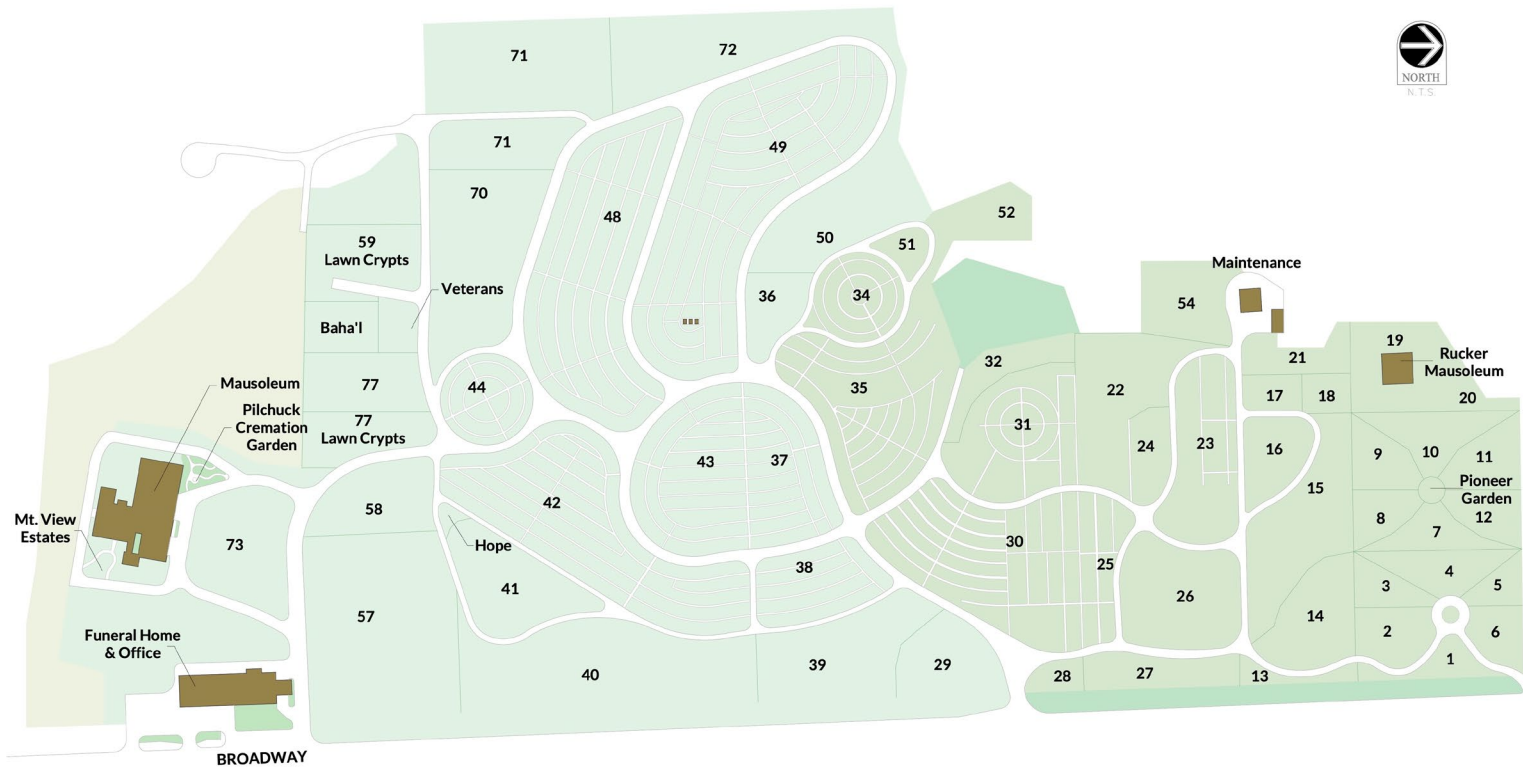 71
72
NORTH
N.T.S.
71
49
70
48
52
59
Lawn Crypts
50
51
Maintenance
Veterans
36
34
54
Baha'l
19
Rucker
Mausoleum
32
21
Mausoleum
77
44
35
22
17
18
20
Pilchuck
Cremation
Garden
77
Lawn Crypts
31
43
37
24
23
16
9
10
11
15
Pioneer
Garden
Mt. View
Estates
58
42
8
12
7
73
Hope
30
38
25
4
41
3
5
26
57
14
Funeral Home
& Office
2
6
40
39
29
28
27
13
1
BROADWAY